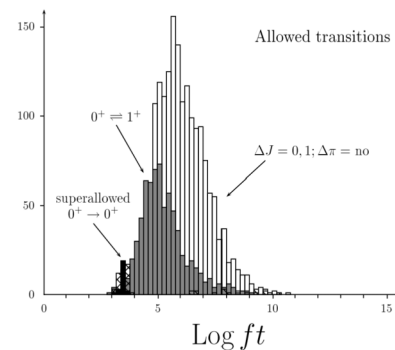 Allowed transitions
150
0⁺ ⇌ 1⁺
100
ΔJ = 0, 1; Δπ = no
superallowed
0⁺ → 0⁺
50
0
0
5
10
15
Log ft